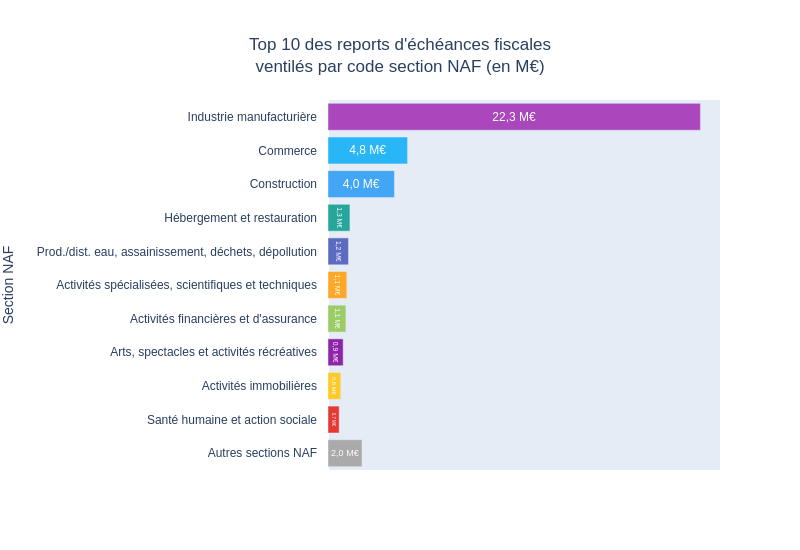 Top 10 des reports d'échéances fiscales
ventilés par code section NAF (en M€)
Section NAF
Industrie manufacturière 22,3 M€
Commerce 4,8 M€
Construction 4,0 M€
Hébergement et restauration 1,3 M€
Prod./dist. eau, assainissement, déchets, dépollution 1,2 M€
Activités spécialisées, scientifiques et techniques 1,1 M€
Activités financières et d'assurance 1,1 M€
Arts, spectacles et activités récréatives 0,9 M€
Activités immobilières
Santé humaine et action sociale
Autres sections NAF 2,0 M€